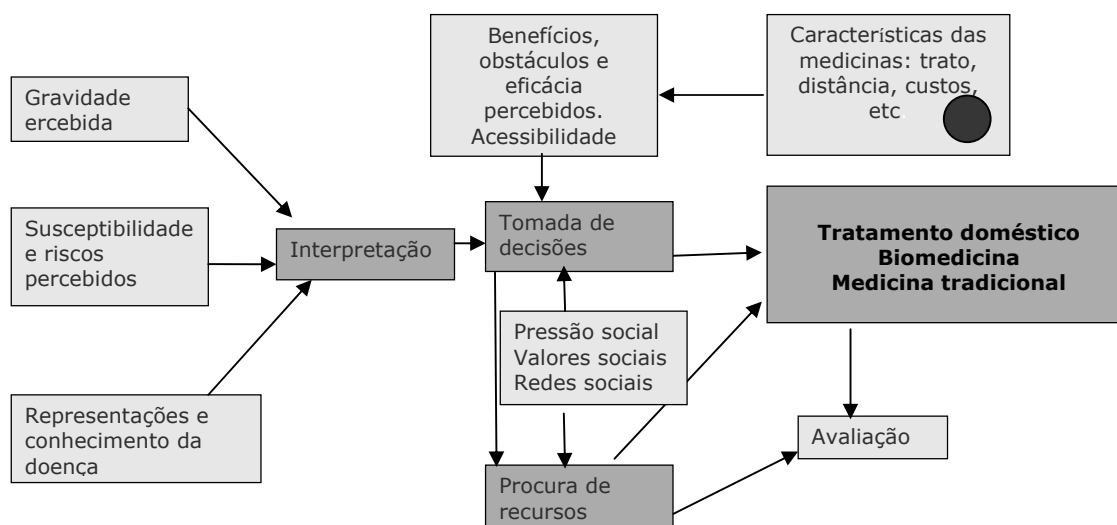 Benefícios,
obstáculos e
eficácia
percebidos.
Acessibilidade
Características das
medicinas: trato,
distância, custos,
etc
Gravidade
ercebida
Susceptibilidade
e riscos
percebidos
Interpretação
Tomada de
decisões
Tratamento doméstico
Biomedicina
Medicina tradicional
Pressão social
Valores sociais
Redes sociais
Representações e
conhecimento da
doença
Avaliação
Procura de
recursos